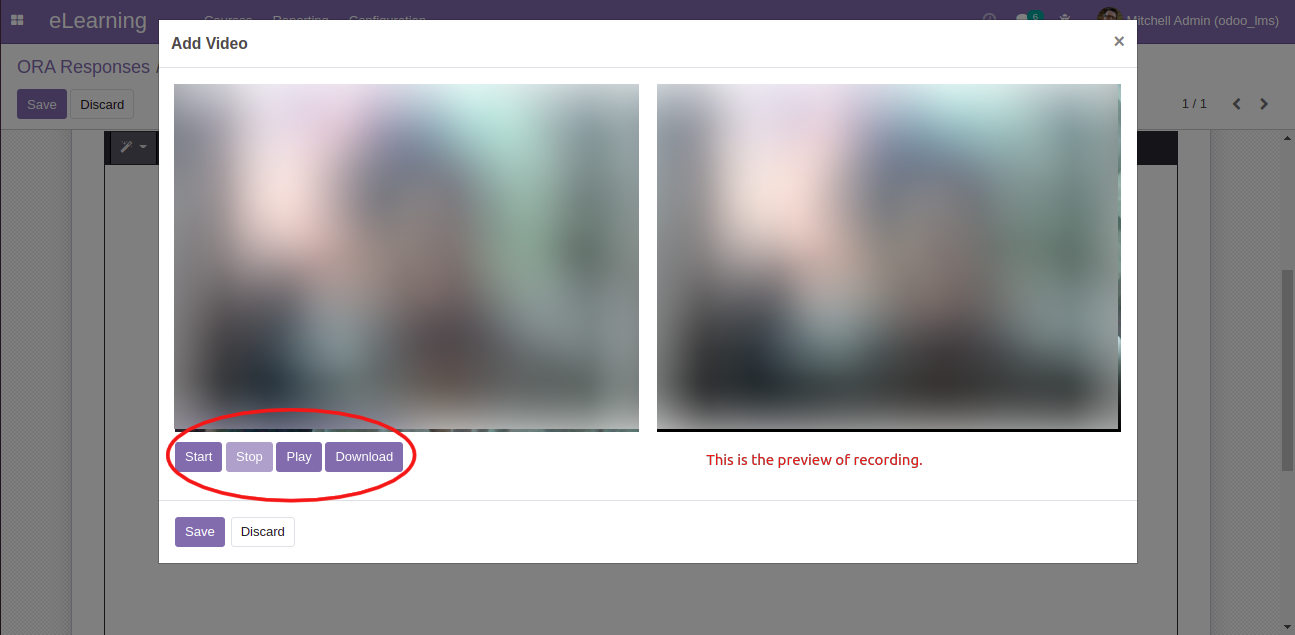 eLearning Courses Reporting Configuration 6 Mitchell Admin (odoo_lms)
Add Video ×
ORA Responses /
Save Discard
1 / 1
Start Stop Play Download
This is the preview of recording.
Save Discard